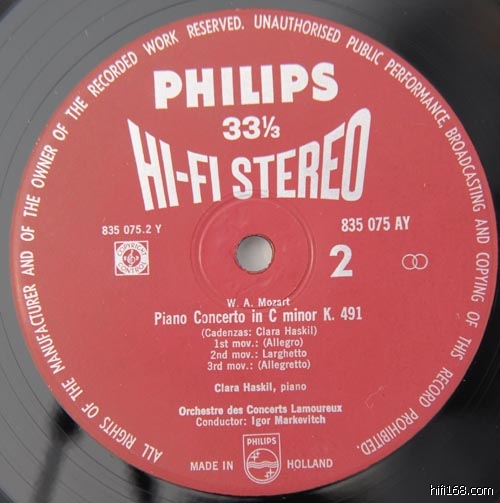 ALL RIGHTS OF THE MANUFACTURER AND OF THE OWNER OF THE RECORDED WORK RESERVED. UNAUTHORISED PUBLIC PERFORMANCE, BROADCASTING AND COPYING OF THIS RECORD PROHIBITED.
PHILIPS
33⅓
HI-FI STEREO
835 075.2 Y
835 075 AY
COPYRIGHT CONTROL
2
W. A. Mozart
Piano Concerto in C minor K. 491
(Cadenzas: Clara Haskil)
1st mov.: (Allegro)
2nd mov.: Larghetto
3rd mov.: (Allegretto)
Clara Haskil, piano
Orchestre des Concerts Lamoureux
Conductor: Igor Markevitch
PHILIPS
MADE IN HOLLAND
hifi168.com